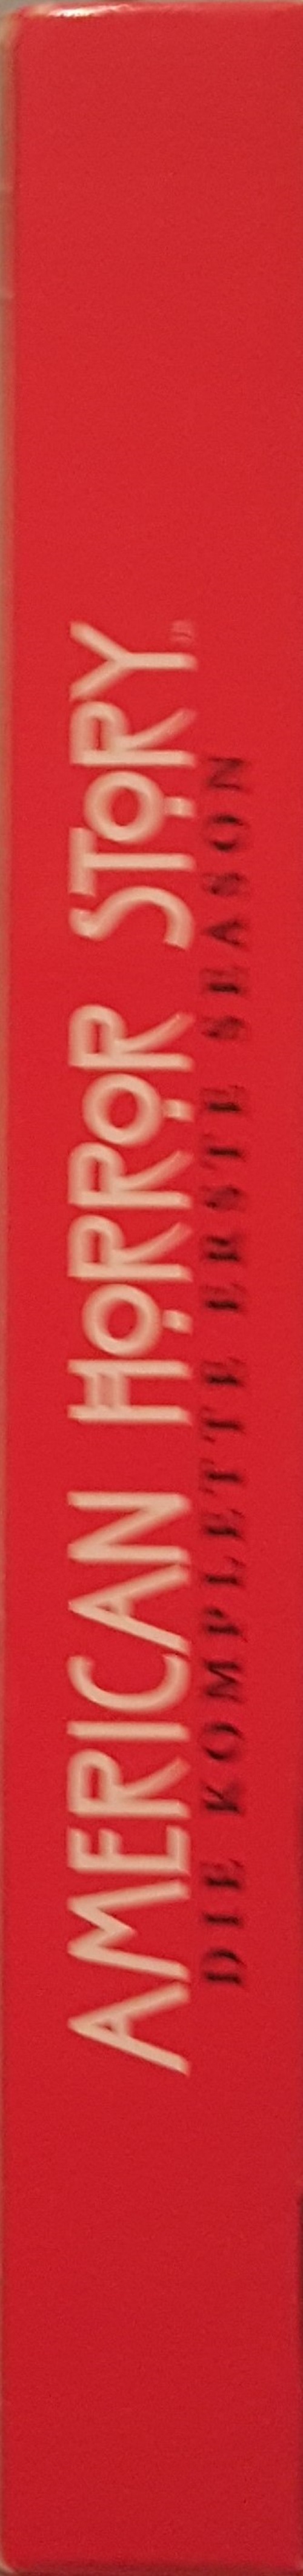 AMERICAN HORROR STORY
DIE KOMPLETTE ERSTE SEASON